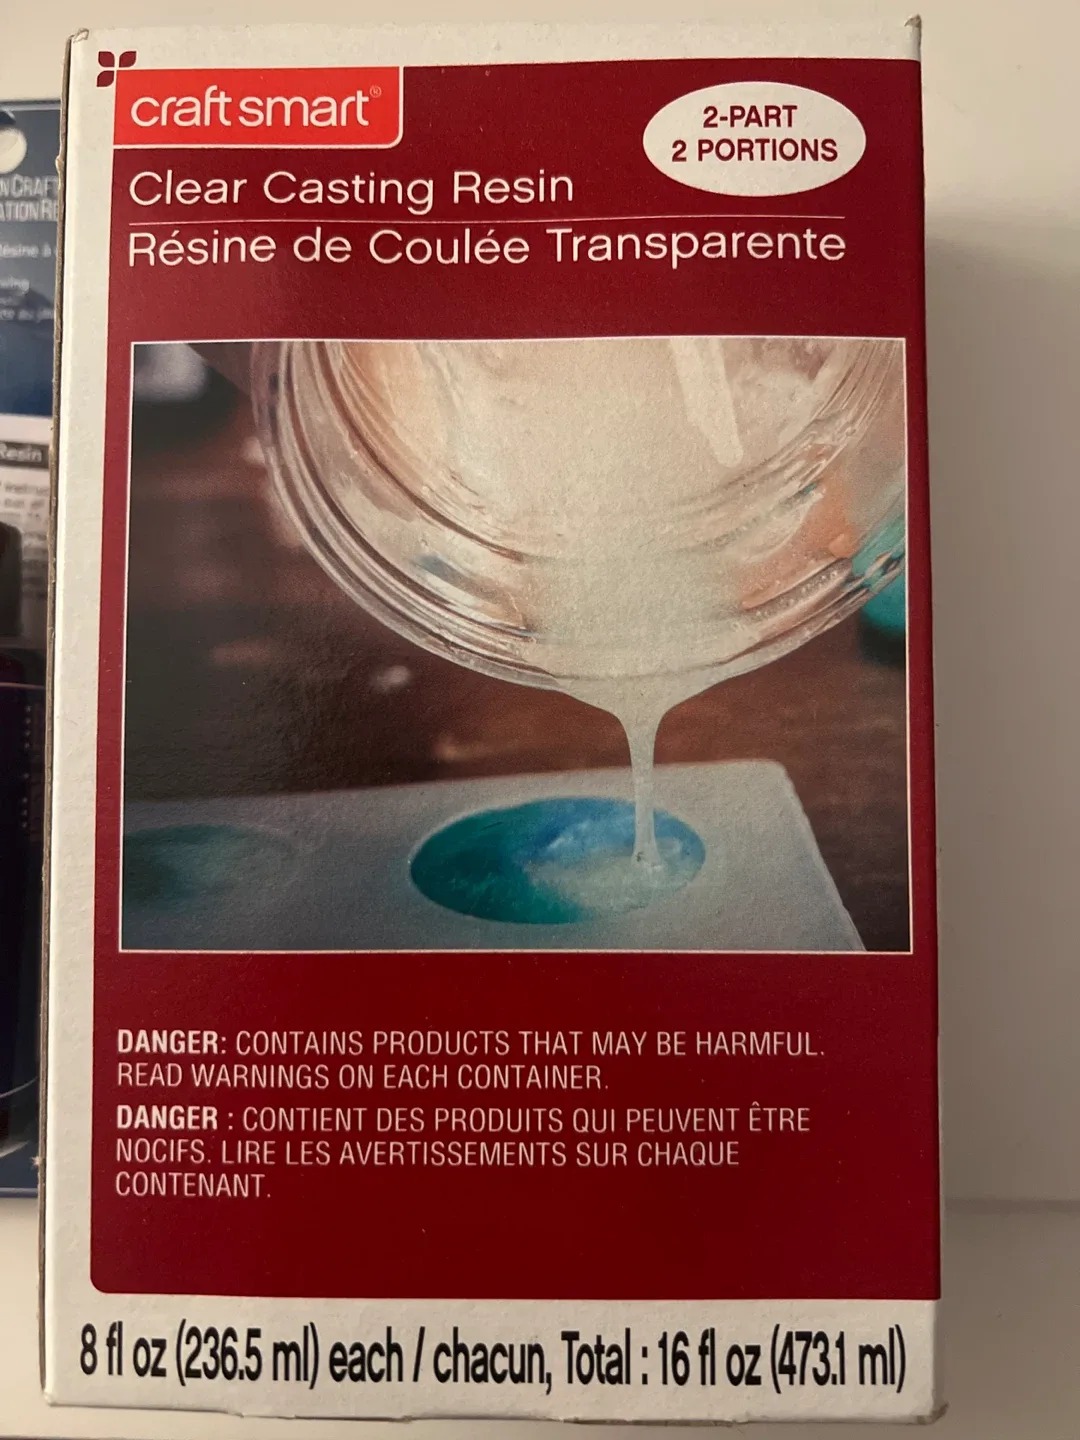 craft smart®
2-PART
2 PORTIONS
Clear Casting Resin
Résine de Coulée Transparente
Resin
DANGER: CONTAINS PRODUCTS THAT MAY BE HARMFUL.
READ WARNINGS ON EACH CONTAINER.
DANGER : CONTIENT DES PRODUITS QUI PEUVENT ÊTRE
NOCIFS. LIRE LES AVERTISSEMENTS SUR CHAQUE
CONTENANT.
8 fl oz (236.5 ml) each / chacun, Total : 16 fl oz (473.1 ml)